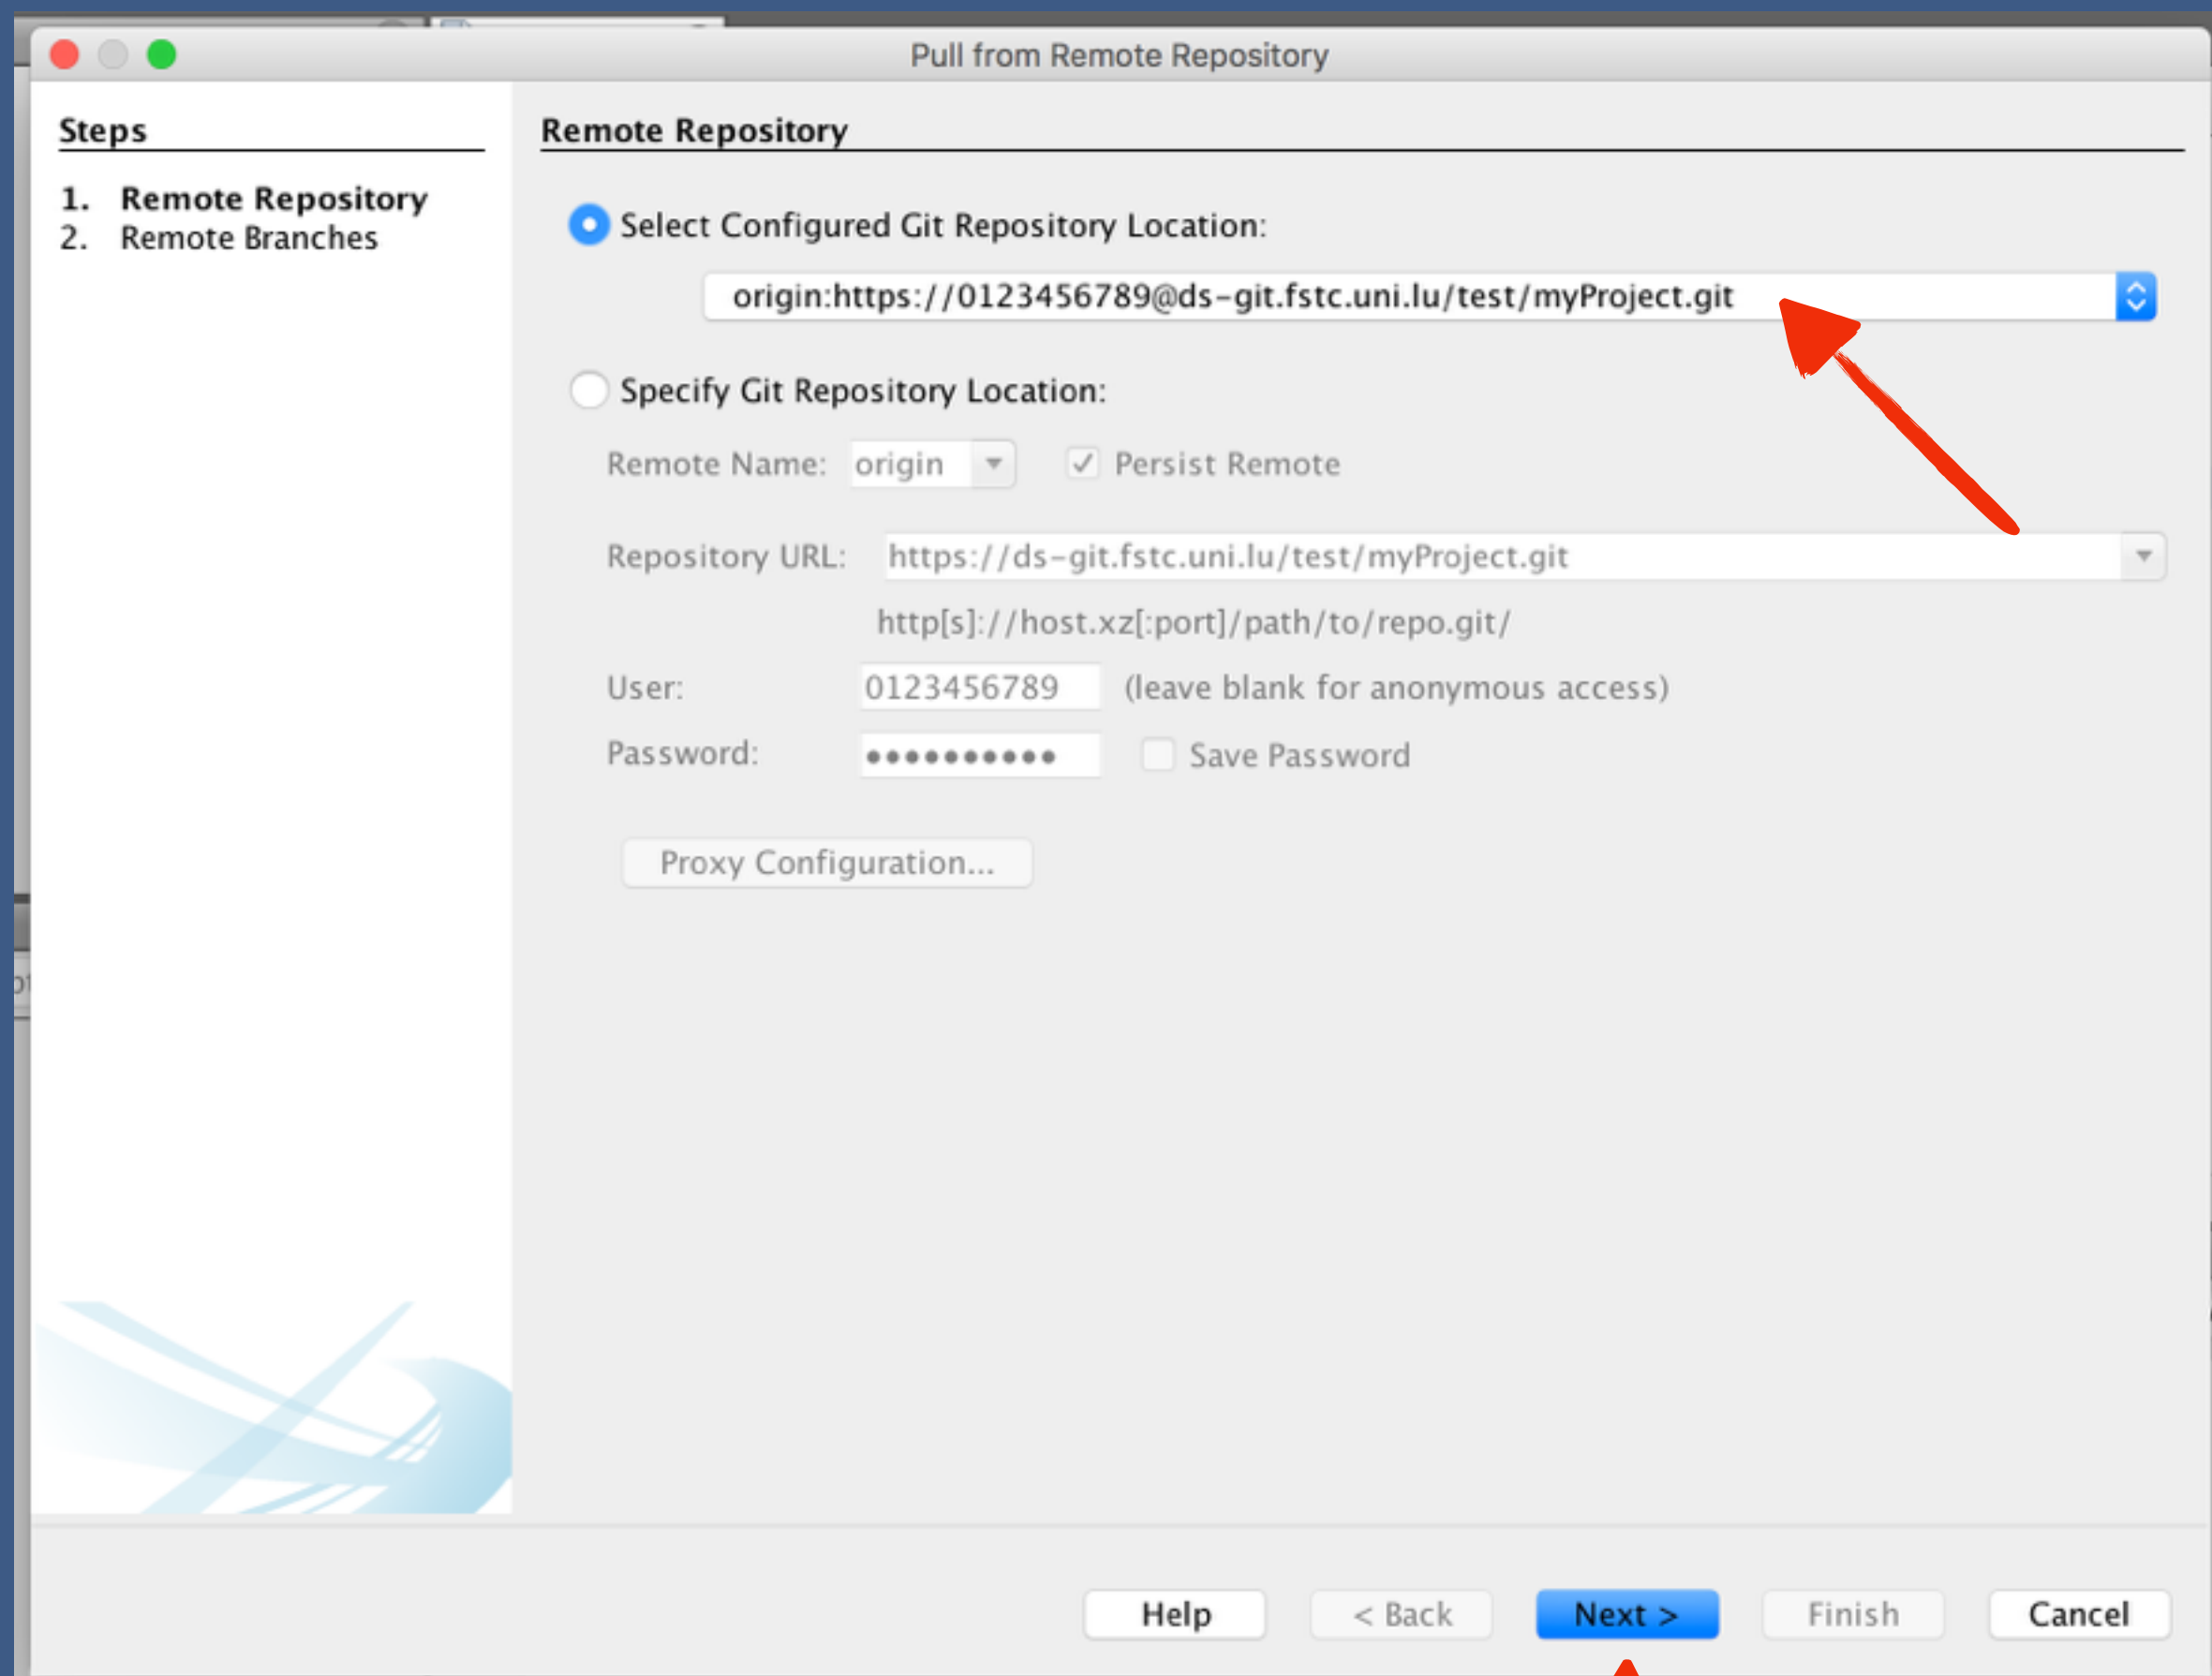 Pull from Remote Repository
Steps
1. Remote Repository
2. Remote Branches
Remote Repository
Select Configured Git Repository Location:
origin:https://0123456789@ds-git.fstc.uni.lu/test/myProject.git
Specify Git Repository Location:
Remote Name: origin Persist Remote
Repository URL: https://ds-git.fstc.uni.lu/test/myProject.git
http[s]://host.xz[:port]/path/to/repo.git/
User: 0123456789 (leave blank for anonymous access)
Password: •••••••••• Save Password
Proxy Configuration...
Help < Back Next > Finish Cancel